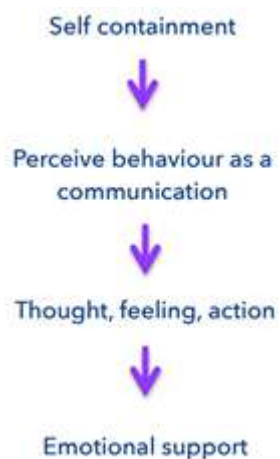 Self containment
Perceive behaviour as a
communication
Thought, feeling, action
Emotional support